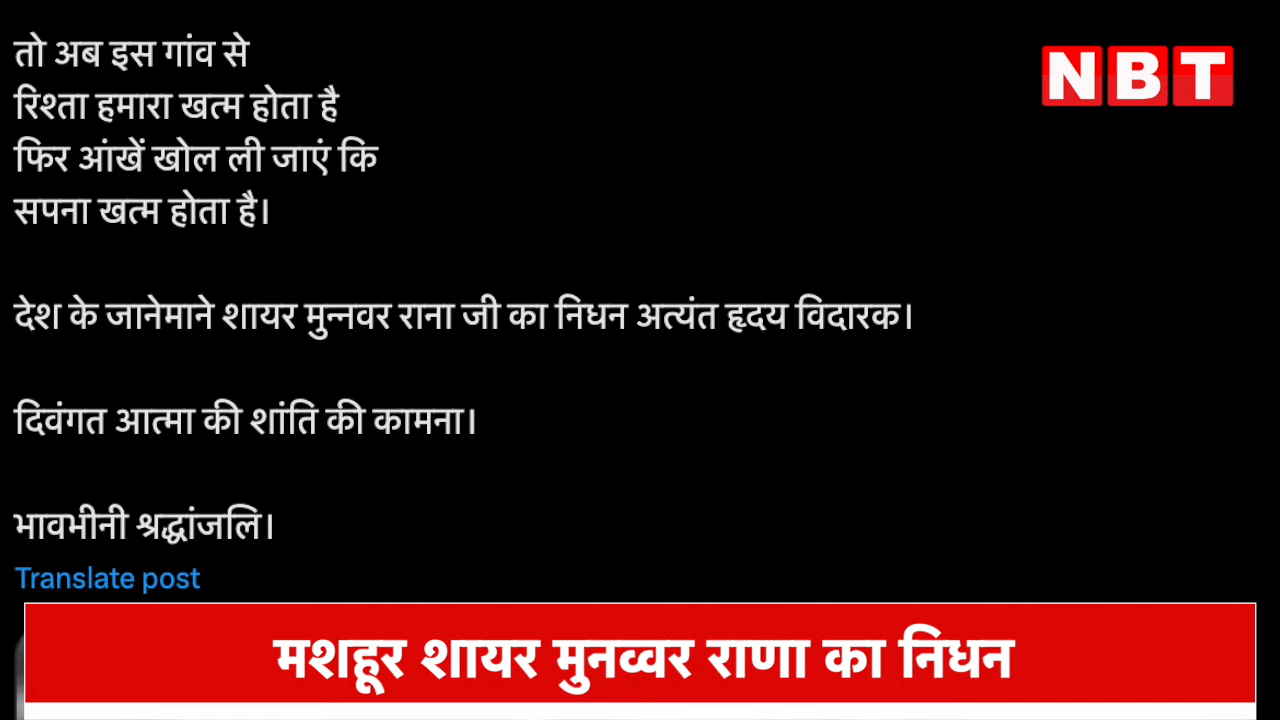 तो अब इस गांव से
NBT
रिश्ता हमारा खत्म होता है
फिर आंखें खोल ली जाएं कि
सपना खत्म होता है।
देश के जानेमाने शायर मुन्नवर राना जी का निधन अत्यंत हृदय विदारक।
दिवंगत आत्मा की शांति की कामना।
भावभीनी श्रद्धांजलि।
Translate post
मशहूर शायर मुनव्वर राणा का निधन